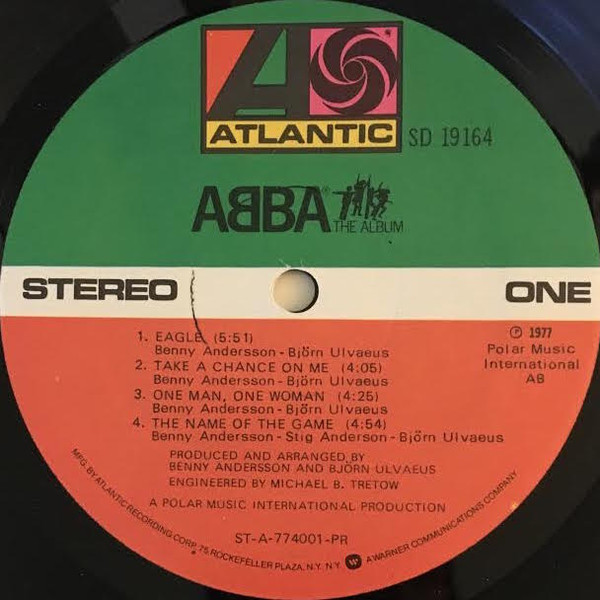 ATLANTIC
SD 19164
ABBA® THE ALBUM
STEREO
ONE
1. EAGLE (5:51)
Benny Andersson - Björn Ulvaeus
2. TAKE A CHANCE ON ME (4:05)
Benny Andersson - Björn Ulvaeus
3. ONE MAN, ONE WOMAN (4:25)
Benny Andersson - Björn Ulvaeus
4. THE NAME OF THE GAME (4:54)
Benny Andersson - Stig Anderson - Björn Ulvaeus
℗ 1977
Polar Music
International
AB
PRODUCED AND ARRANGED BY
BENNY ANDERSSON AND BJÖRN ULVAEUS
ENGINEERED BY MICHAEL B. TRETOW
A POLAR MUSIC INTERNATIONAL PRODUCTION
ST-A-774001-PR
MFG. BY ATLANTIC RECORDING CORP. 75 ROCKEFELLER PLAZA, N.Y. N.Y. A WARNER COMMUNICATIONS COMPANY